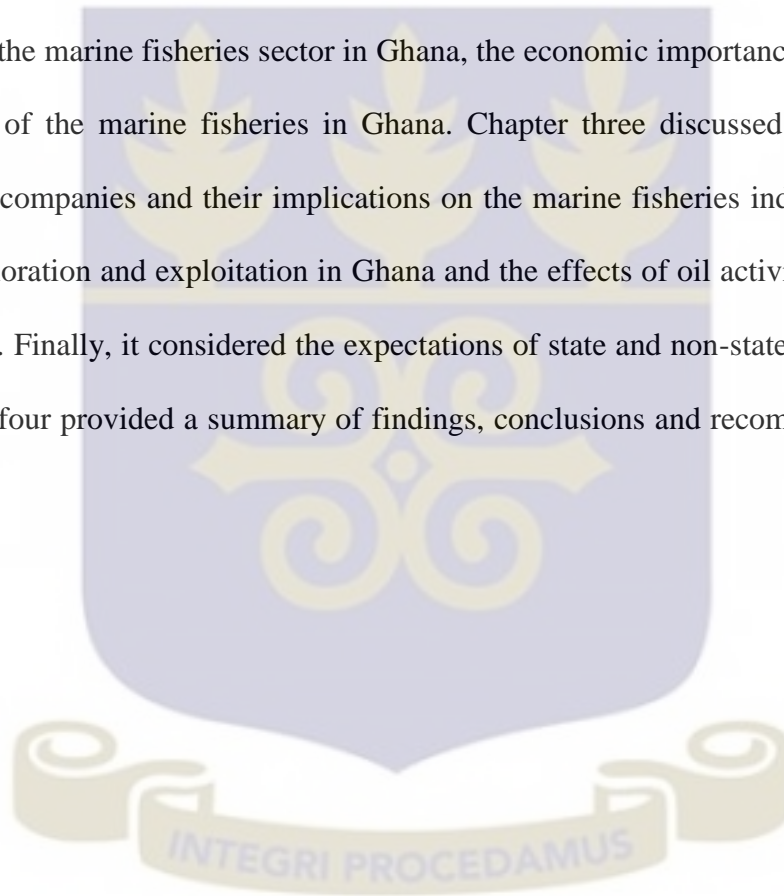 the marine fisheries sector in Ghana, the economic importanc
of the marine fisheries in Ghana. Chapter three discussed
companies and their implications on the marine fisheries ind
oration and exploitation in Ghana and the effects of oil activ
. Finally, it considered the expectations of state and non-state
four provided a summary of findings, conclusions and recom
INTEGRI PROCEDAMUS